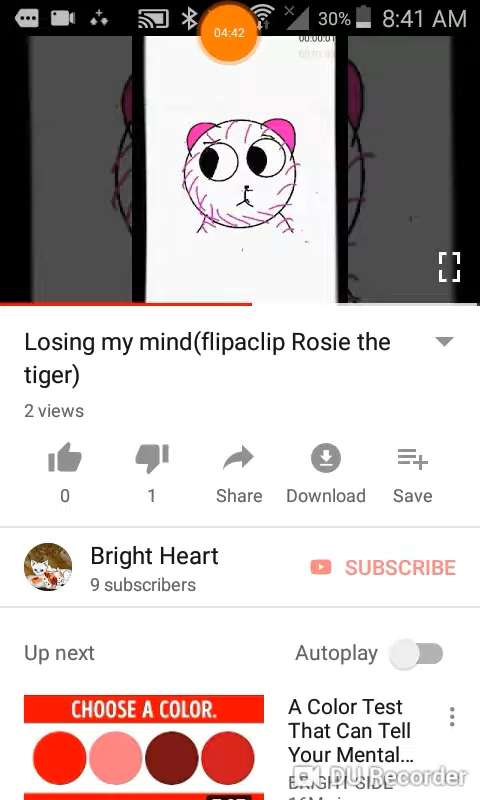 30% 8:41 AM
04:42
Losing my mind(flipaclip Rosie the
tiger)
2 views
0 1 Share Download Save
Bright Heart
9 subscribers
SUBSCRIBE
Up next
Autoplay
CHOOSE A COLOR.
A Color Test
That Can Tell
Your Mental...
BRIGHT SIDE
DU Recorder